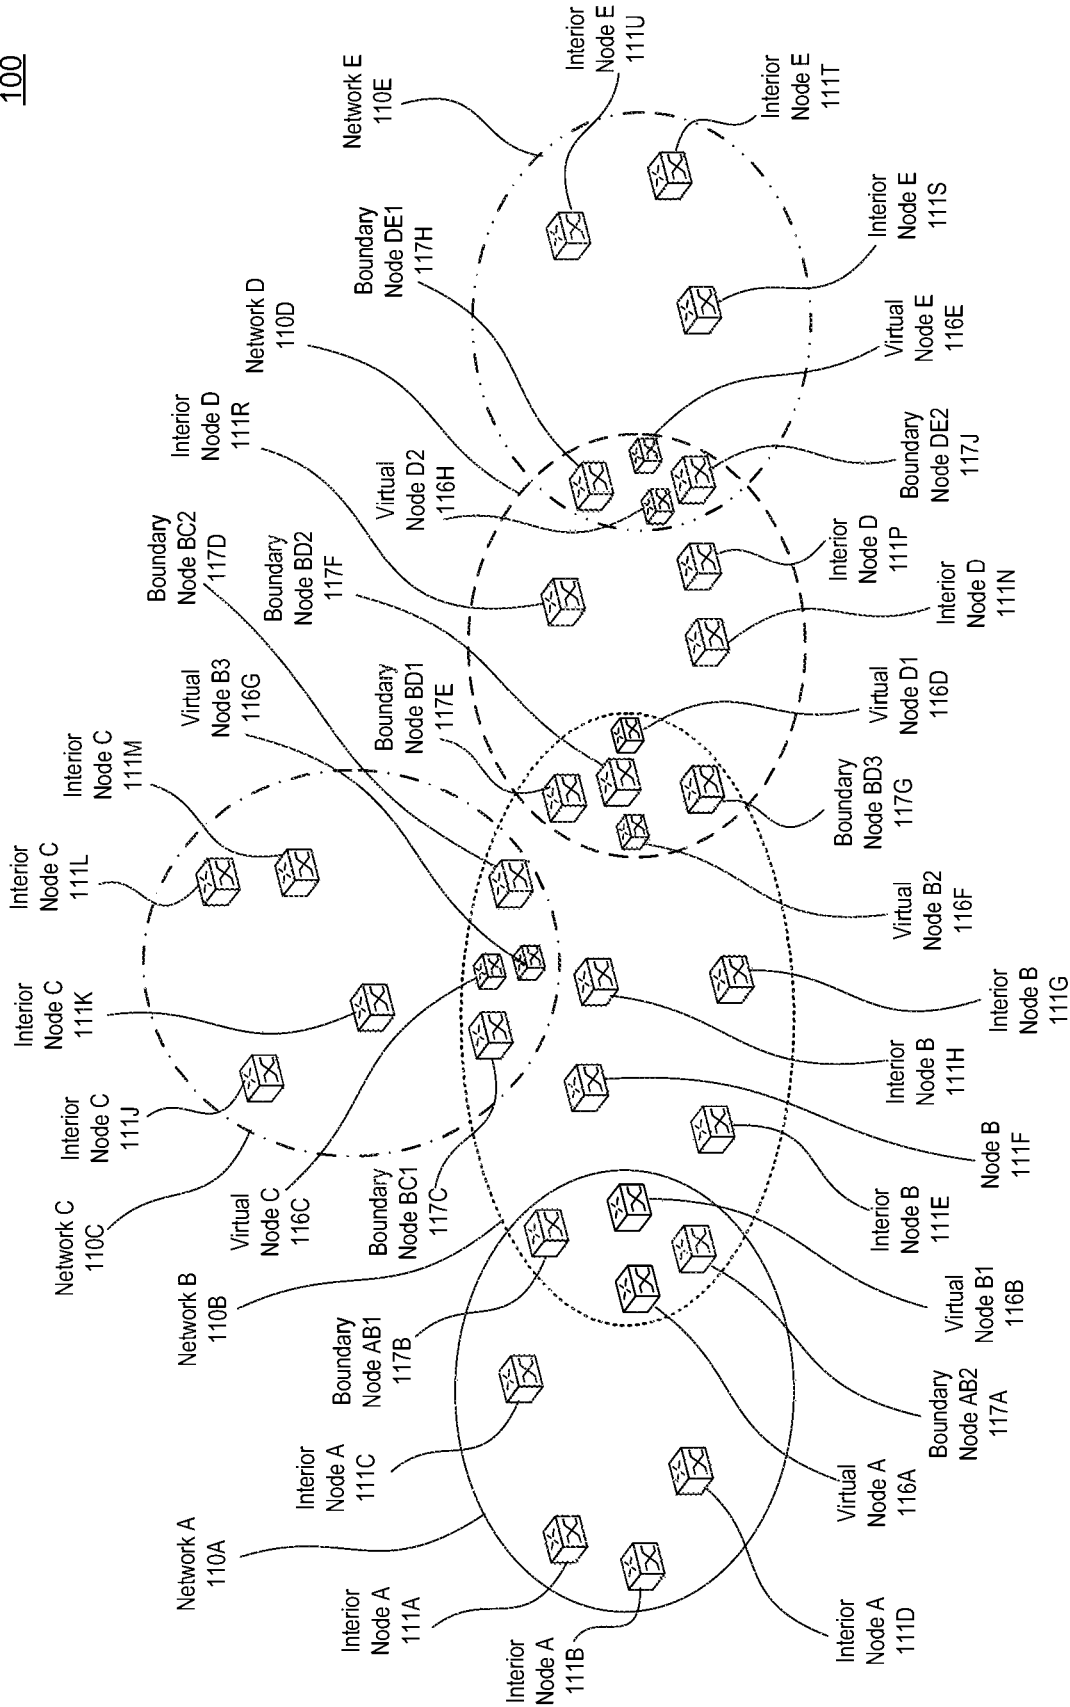 100
Network A
110A
Interior
Node A
111A
Interior
Node A
111B
Interior
Node A
111C
Interior
Node A
111D
Virtual
Node A
116A
Boundary
Node AB2
117A
Boundary
Node AB1
117B
Virtual
Node B1
116B
Network B
110B
Interior
Node B
111E
Node B
111F
Interior
Node B
111H
Interior
Node B
111G
Network C
110C
Interior
Node C
111J
Interior
Node C
111K
Interior
Node C
111L
Interior
Node C
111M
Virtual
Node C
116C
Boundary
Node BC1
117C
Virtual
Node B3
116G
Boundary
Node BC2
117D
Boundary
Node BD1
117E
Boundary
Node BD2
117F
Virtual
Node B2
116F
Boundary
Node BD3
117G
Virtual
Node D1
116D
Network D
110D
Interior
Node D
111R
Interior
Node D
111N
Interior
Node D
111P
Virtual
Node D2
116H
Boundary
Node DE1
117H
Boundary
Node DE2
117J
Virtual
Node E
116E
Network E
110E
Interior
Node E
111S
Interior
Node E
111T
Interior
Node E
111U